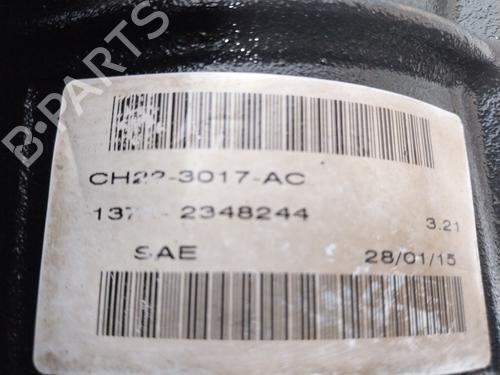 B-PARTS
CH22-3017-AC
2348244
3.21
SAE 28/01/15